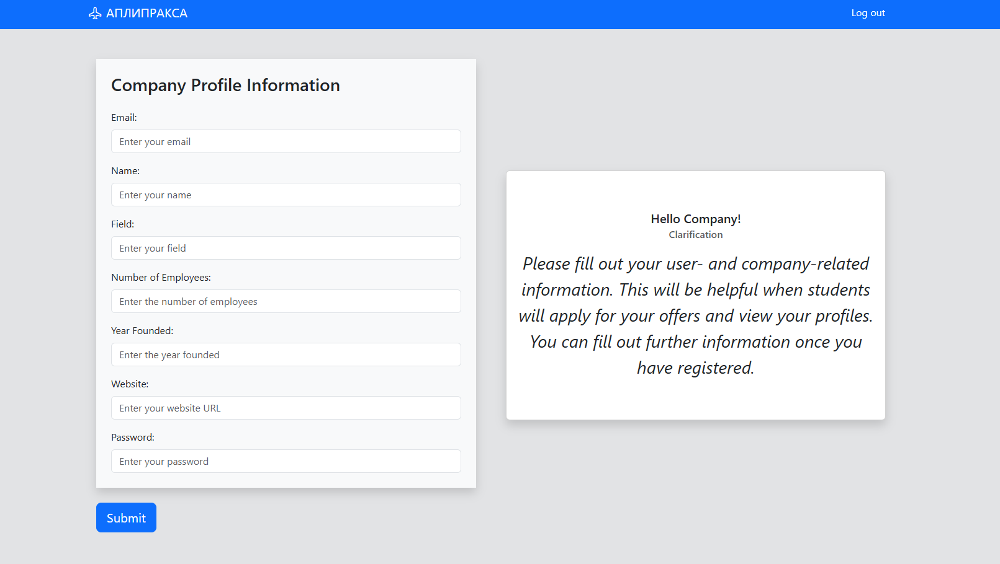 АПЛИПРАКСА
Log out
Company Profile Information
Email:
Enter your email
Name:
Enter your name
Field:
Enter your field
Number of Employees:
Enter the number of employees
Year Founded:
Enter the year founded
Website:
Enter your website URL
Password:
Enter your password
Submit
Hello Company!
Clarification
Please fill out your user- and company-related
information. This will be helpful when students
will apply for your offers and view your profiles.
You can fill out further information once you
have registered.